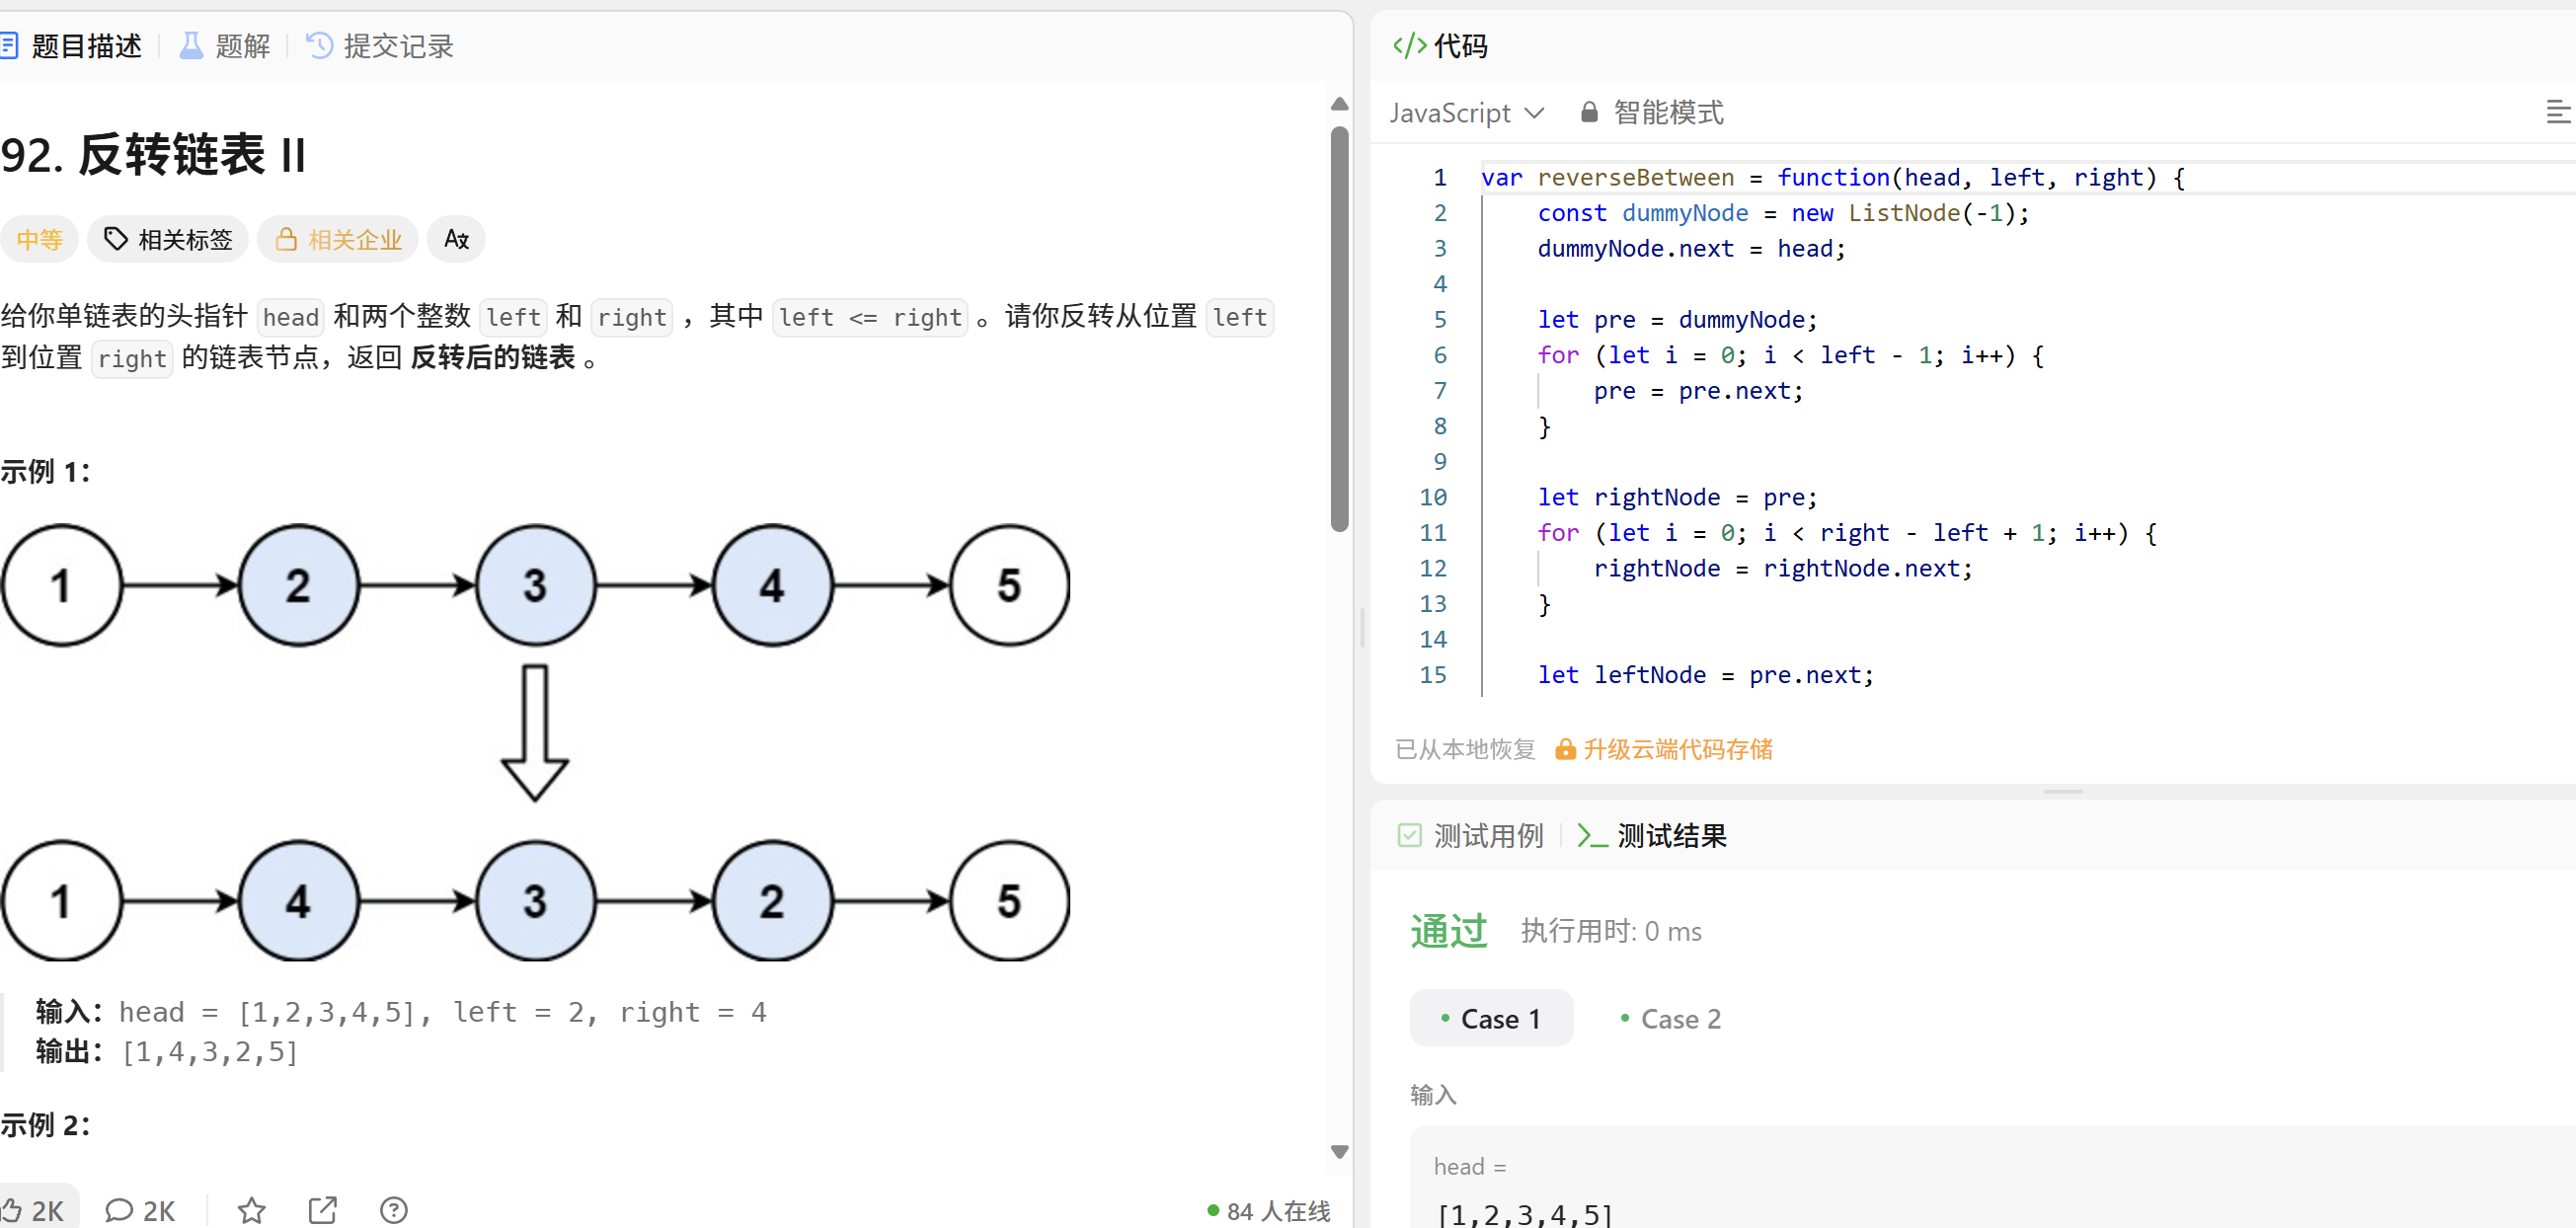 题目描述
题解
提交记录
92. 反转链表 II
中等
相关标签
相关企业
给你单链表的头指针 head 和两个整数 left 和 right ，其中 left <= right 。请你反转从位置 left
到位置 right 的链表节点，返回 反转后的链表 。
示例 1：
1
2
3
4
5
1
4
3
2
5
输入：head = [1,2,3,4,5], left = 2, right = 4
输出：[1,4,3,2,5]
示例 2：
2K
2K
84 人在线
代码
JavaScript
智能模式
1 var reverseBetween = function(head, left, right) {
2 const dummyNode = new ListNode(-1);
3 dummyNode.next = head;
4
5 let pre = dummyNode;
6 for (let i = 0; i < left - 1; i++) {
7 pre = pre.next;
8 }
9
10 let rightNode = pre;
11 for (let i = 0; i < right - left + 1; i++) {
12 rightNode = rightNode.next;
13 }
14
15 let leftNode = pre.next;
已从本地恢复
升级云端代码存储
测试用例
测试结果
通过
执行用时: 0 ms
Case 1
Case 2
输入
head =
[1,2,3,4,5]